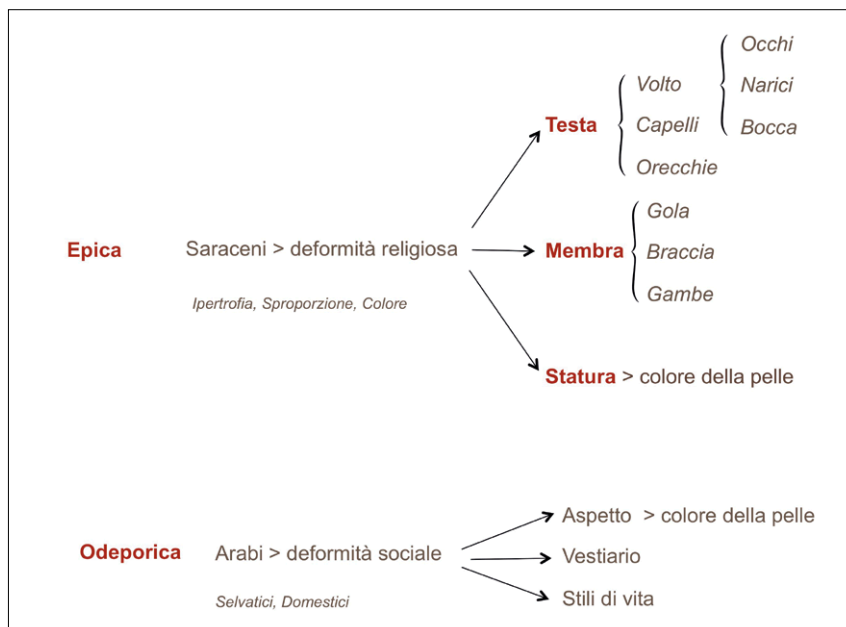 Epica
Saraceni > deformità religiosa
Ipertrofia, Sproporzione, Colore
Testa
Volto
Capelli
Orecchie
Occhi
Narici
Bocca
Membra
Gola
Braccia
Gambe
Statura > colore della pelle
Odeporica
Arabi > deformità sociale
Selvatici, Domestici
Aspetto > colore della pelle
Vestiario
Stili di vita